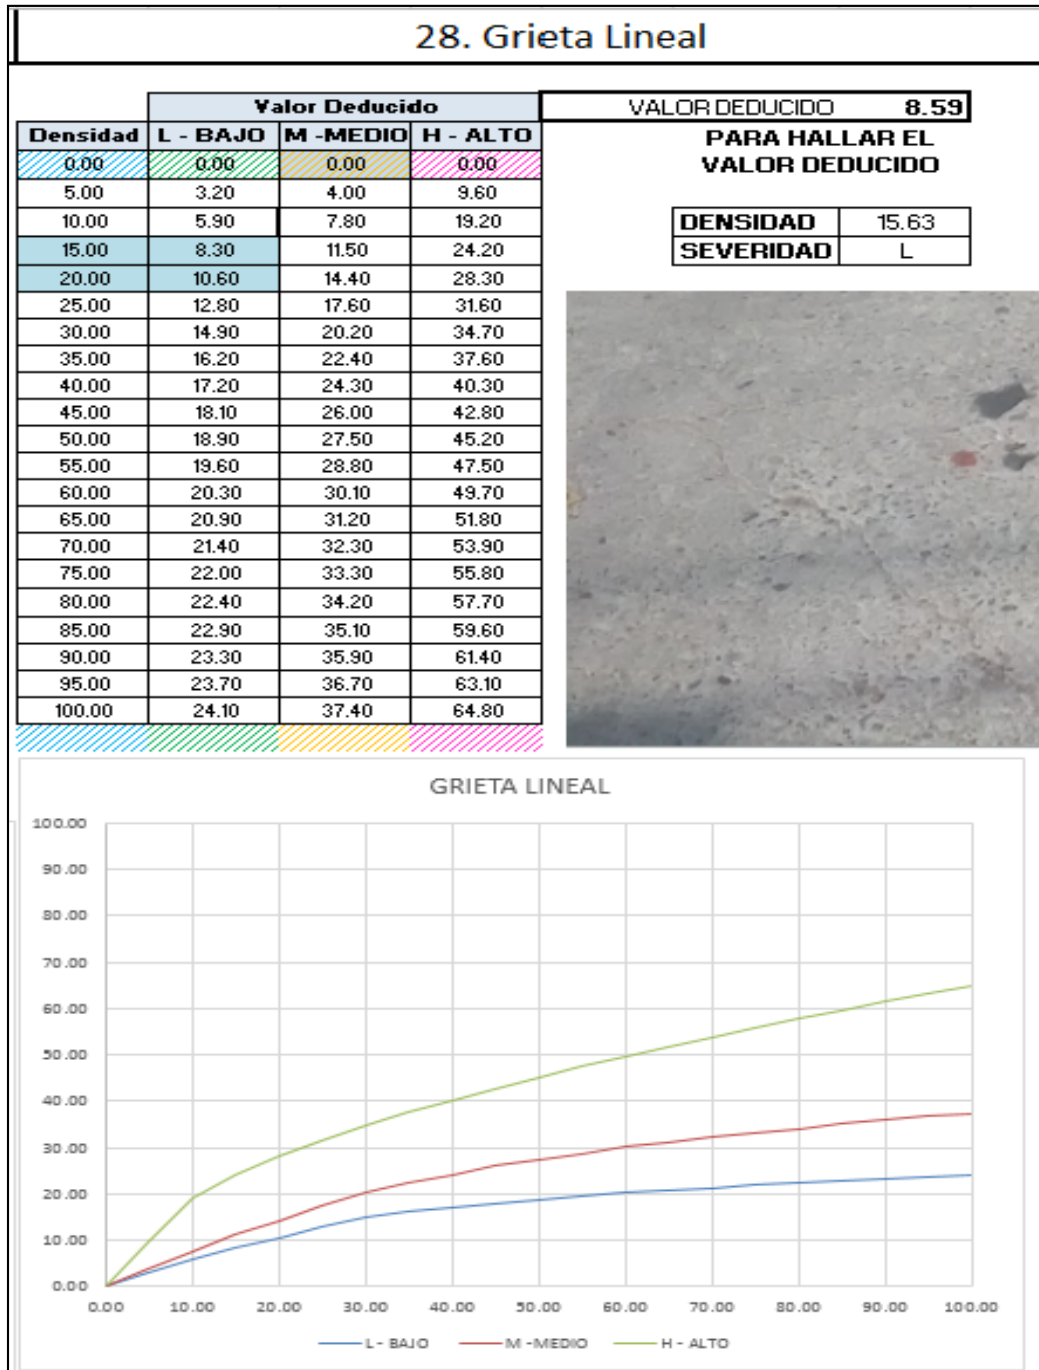 28. Grieta Lineal
Valor Deducido
VALOR DEDUCIDO 8.59
Densidad L - BAJO M -MEDIO H - ALTO
PARA HALLAR EL
VALOR DEDUCIDO
0.00 0.00 0.00 0.00
5.00 3.20 4.00 9.60
10.00 5.90 7.80 19.20
DENSIDAD 15.63
15.00 8.30 11.50 24.20
SEVERIDAD L
20.00 10.60 14.40 28.30
25.00 12.80 17.60 31.60
30.00 14.90 20.20 34.70
35.00 16.20 22.40 37.60
40.00 17.20 24.30 40.30
45.00 18.10 26.00 42.80
50.00 18.90 27.50 45.20
55.00 19.60 28.80 47.50
60.00 20.30 30.10 49.70
65.00 20.90 31.20 51.80
70.00 21.40 32.30 53.90
75.00 22.00 33.30 55.80
80.00 22.40 34.20 57.70
85.00 22.90 35.10 59.60
90.00 23.30 35.90 61.40
95.00 23.70 36.70 63.10
100.00 24.10 37.40 64.80
GRIETA LINEAL
100.00
90.00
80.00
70.00
60.00
50.00
40.00
30.00
20.00
10.00
0.00
0.00 10.00 20.00 30.00 40.00 50.00 60.00 70.00 80.00 90.00 100.00
L - BAJO M -MEDIO H - ALTO